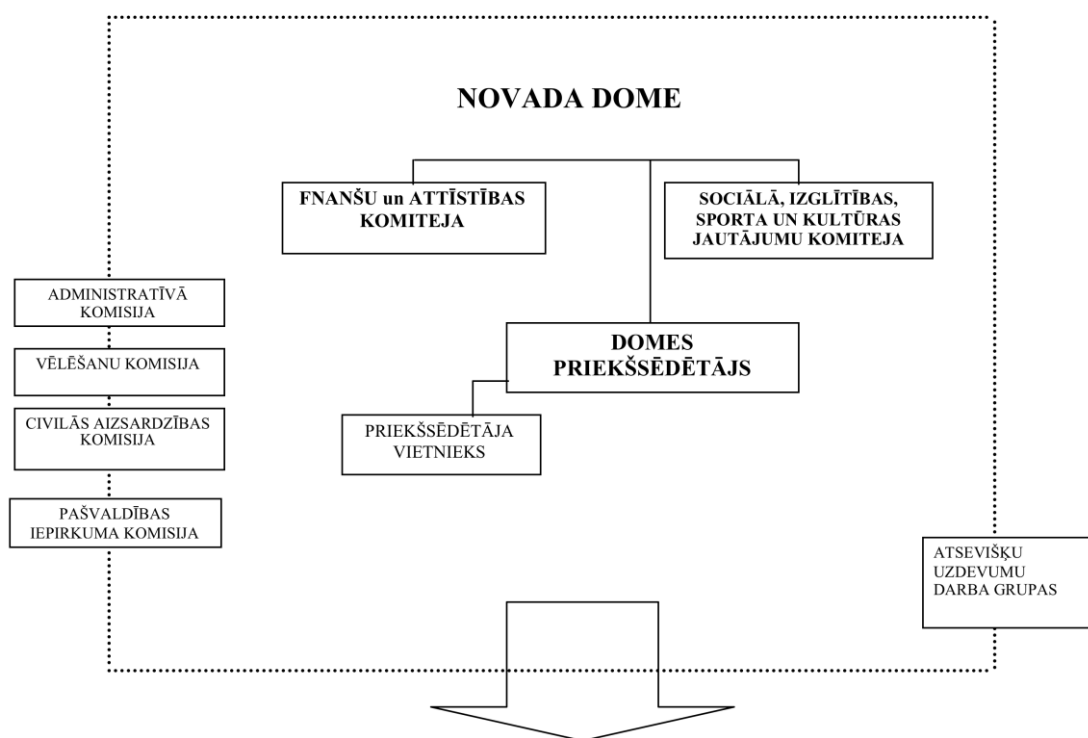 NOVADA DOME
FNANŠU un ATTĪSTĪBAS
KOMITEJA
SOCIĀLĀ, IZGLĪTĪBAS,
SPORTA UN KULTŪRAS
JAUTĀJUMU KOMITEJA
ADMINISTRATĪVĀ
KOMISIJA
VĒLĒŠANU KOMISIJA
CIVILĀS AIZSARDZĪBAS
KOMISIJA
PAŠVALDĪBAS
IEPIRKUMA KOMISIJA
DOMES
PRIEKŠSĒDĒTĀJS
PRIEKŠSĒDĒTĀJA
VIETNIEKS
ATSEVIŠĶU
UZDEVUMU
DARBA GRUPAS